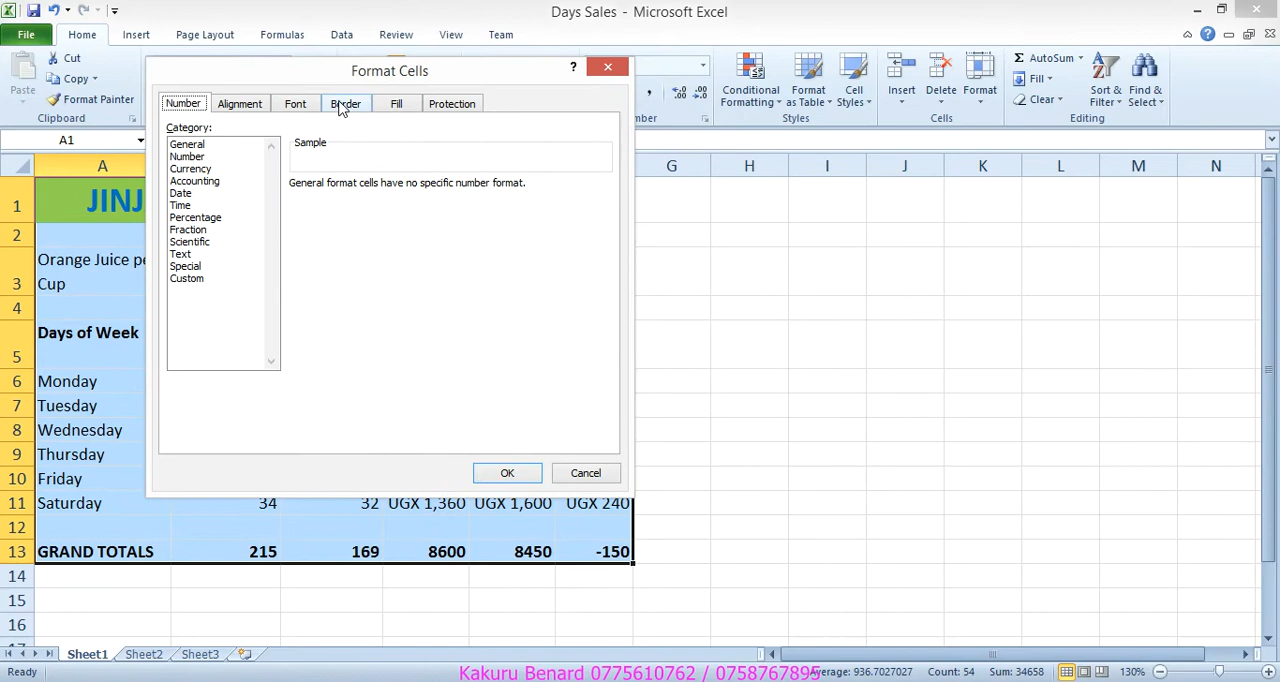 Days Sales - Microsoft Excel
File Home Insert Page Layout Formulas Data Review View Team
Paste
Cut
Copy
Format Painter
Clipboard
Conditional Formatting
Format as Table
Cell Styles
Styles
Insert
Delete
Format
Cells
AutoSum
Fill
Clear
Sort & Filter
Find & Select
Editing
mber
A1
Format Cells
Number Alignment Font Border Fill Protection
Category:
General
Number
Currency
Accounting
Date
Time
Percentage
Fraction
Scientific
Text
Special
Custom
Sample
General format cells have no specific number format.
OK Cancel
A G H I J K L M N
1 JINJ
2
3 Orange Juice pe
Cup
4
5 Days of Week
6 Monday
7 Tuesday
8 Wednesday
9 Thursday
10 Friday
11 Saturday 34 32 UGX 1,360 UGX 1,600 UGX 240
12
13 GRAND TOTALS 215 169 8600 8450 -150
14
15
16
Sheet1 Sheet2 Sheet3
Ready
Kakuru Benard 0775610762 / 0758767895
Average: 936.7027027 Count: 54 Sum: 34658 130%